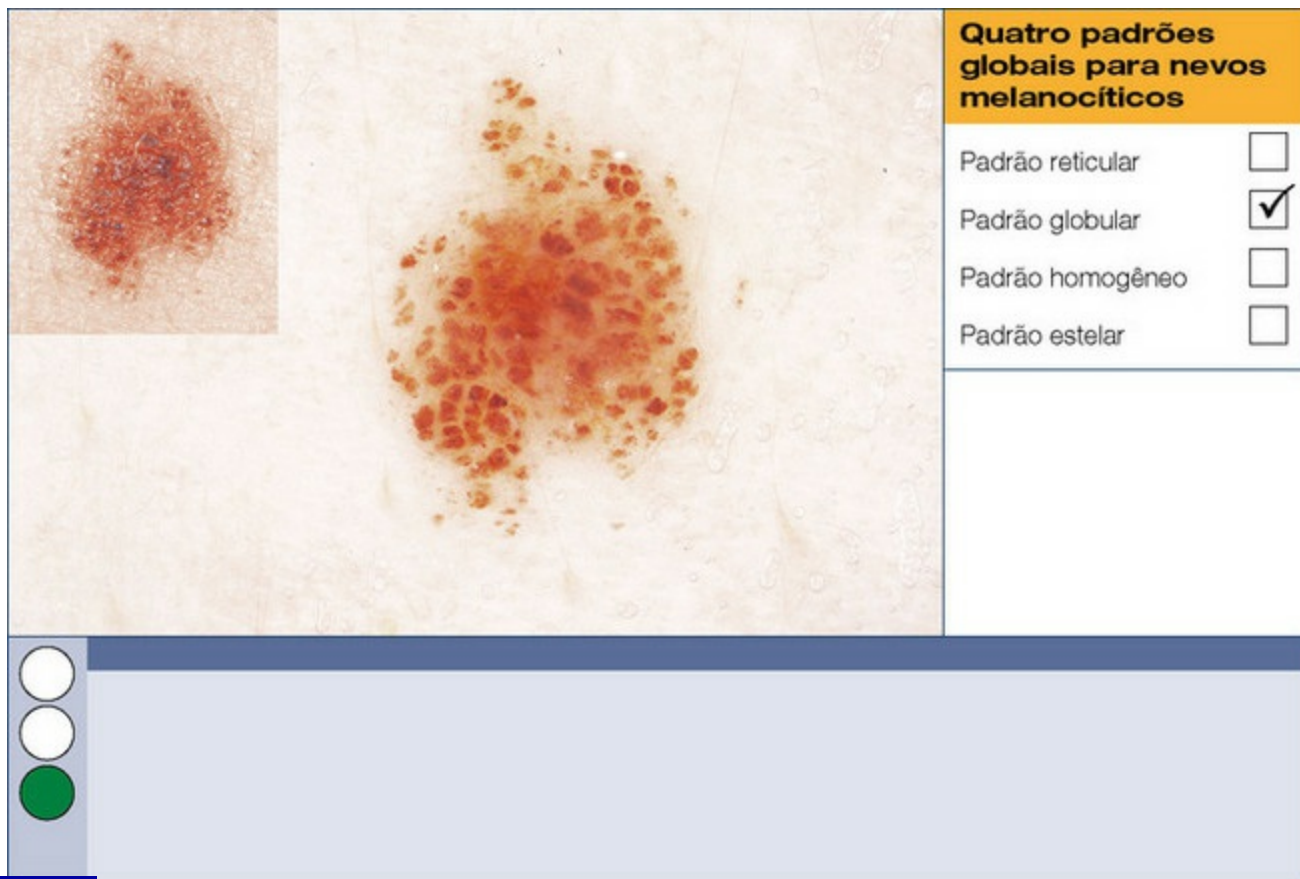 Quatro padrões
globais para nevos
melanocíticos
Padrão reticular
Padrão globular
Padrão homogêneo
Padrão estelar